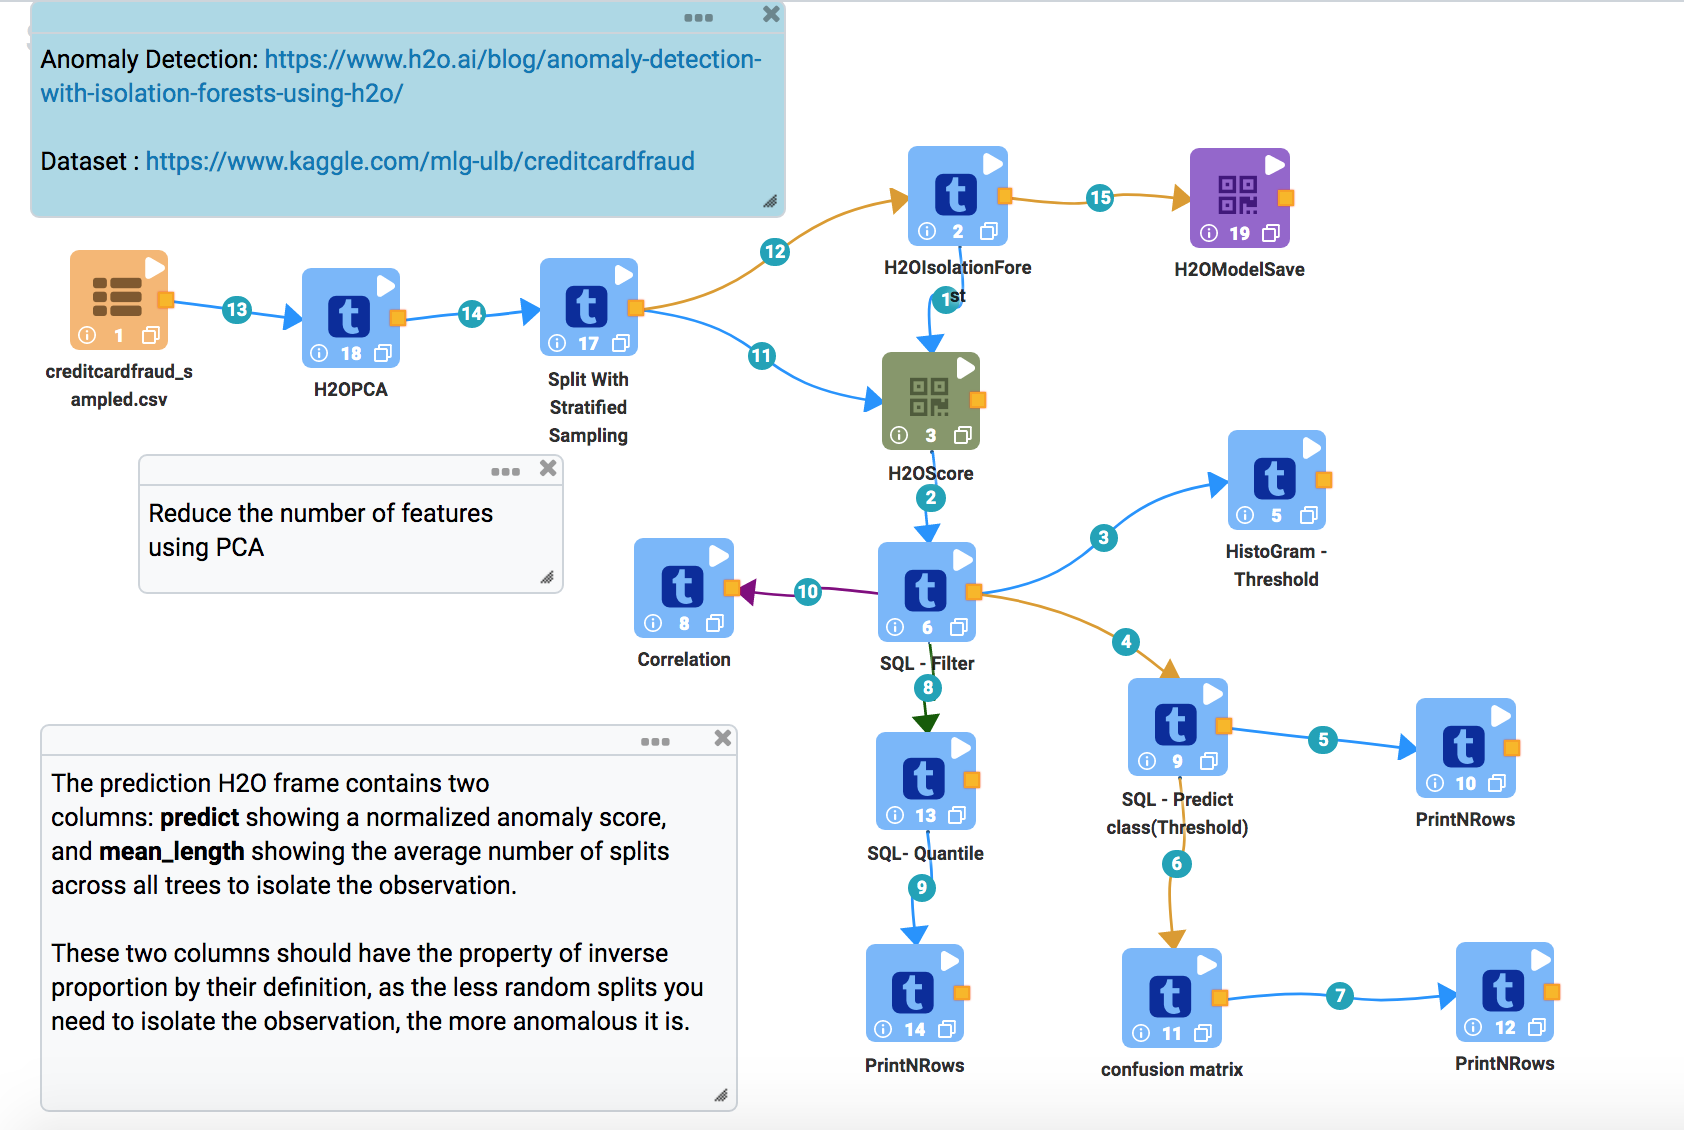 Anomaly Detection: https://www.h2o.ai/blog/anomaly-detection-
with-isolation-forests-using-h2o/
Dataset : https://www.kaggle.com/mlg-ulb/creditcardfraud
1
creditcardfraud_s
ampled.csv
13
18
H2OPCA
14
17
Split With
Stratified
Sampling
12
11
2
H2OIsolationFore
st
15
19
H2OModelSave
1
3
H2OScore
2
Reduce the number of features
using PCA
8
Correlation
10
6
SQL - Filter
3
5
HistoGram -
Threshold
4
9
SQL - Predict
class(Threshold)
5
10
PrintNRows
8
13
SQL- Quantile
9
14
PrintNRows
6
11
confusion matrix
7
12
PrintNRows
The prediction H2O frame contains two
columns: predict showing a normalized anomaly score,
and mean_length showing the average number of splits
across all trees to isolate the observation.
These two columns should have the property of inverse
proportion by their definition, as the less random splits you
need to isolate the observation, the more anomalous it is.